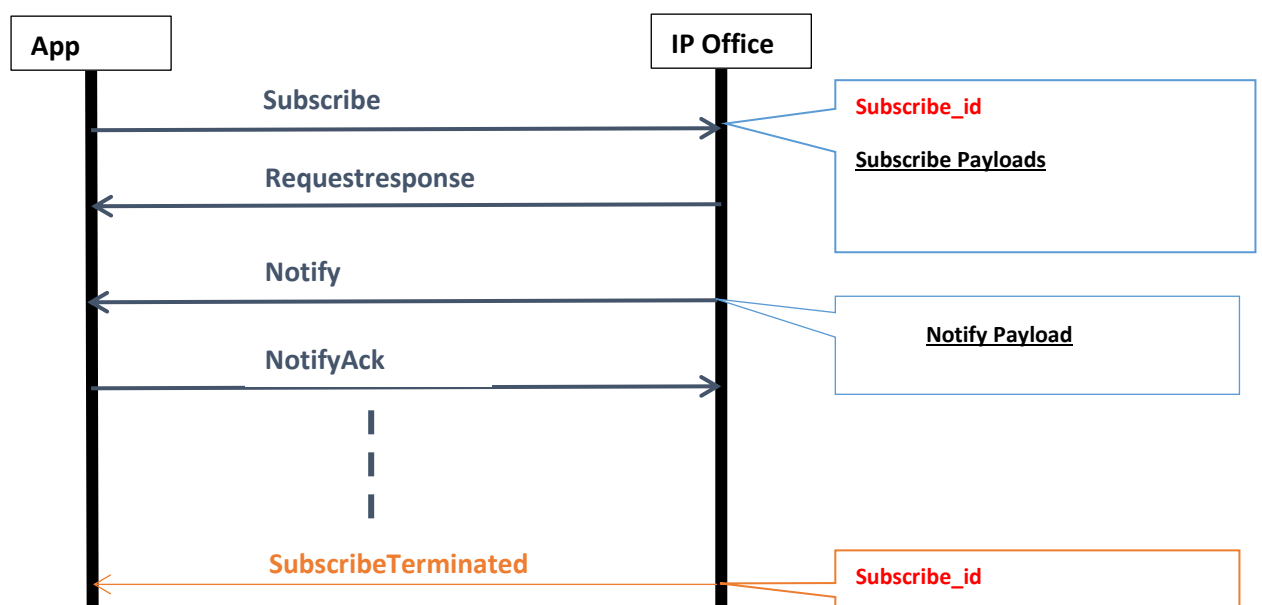 App
IP Office
Subscribe
Subscribe_id
Subscribe Payloads
Requestresponse
Notify
Notify Payload
NotifyAck
SubscribeTerminated
Subscribe_id